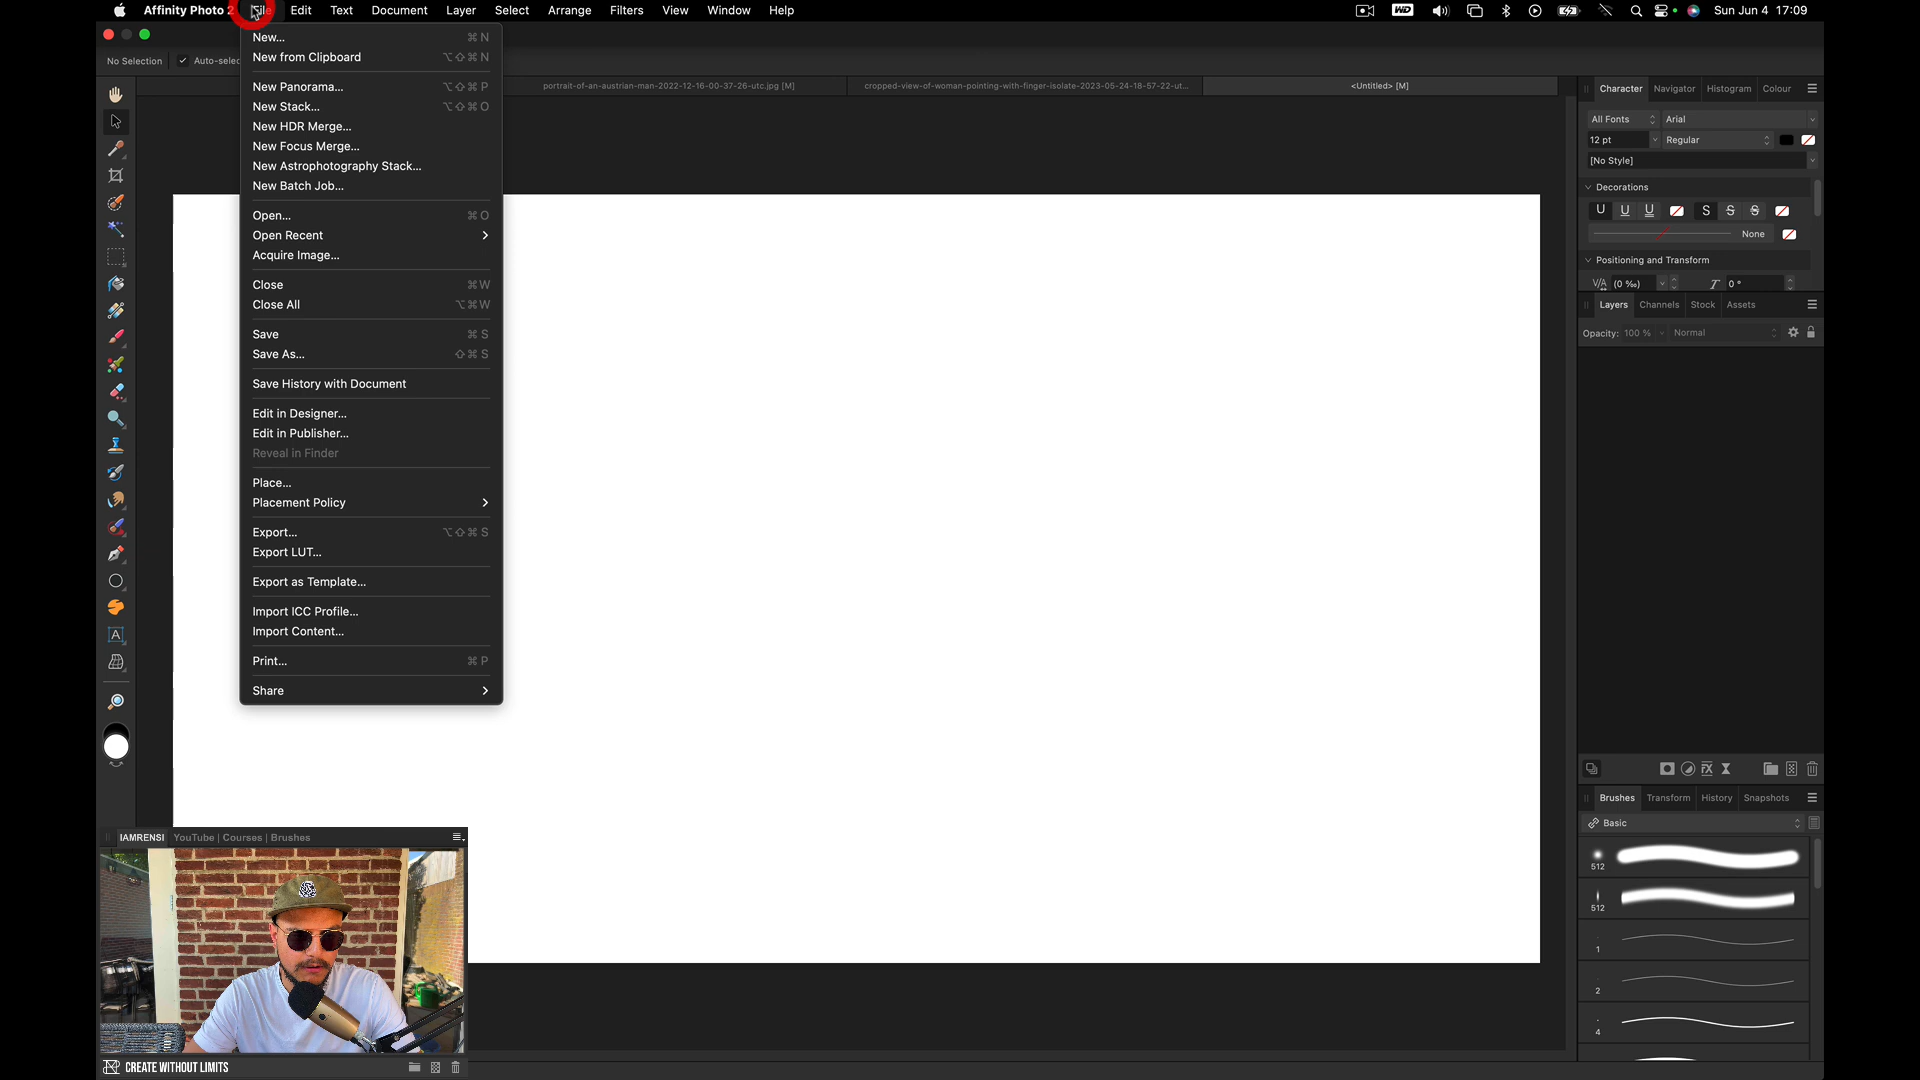 Affinity Photo 2 File Edit Text Document Layer Select Arrange Filters View Window Help WD Sun Jun 4 17:09
No Selection Auto-selec
portrait-of-an-austrian-man-2022-12-16-00-37-26-utc.jpg [M] cropped-view-of-woman-pointing-with-finger-isolate-2023-05-24-18-57-22-ut... <Untitled> [M]
New... ⌘ N
New from Clipboard ⌥⇧⌘ N
New Panorama... ⌥⇧⌘ P
New Stack... ⌥⇧⌘ O
New HDR Merge...
New Focus Merge...
New Astrophotography Stack...
New Batch Job...
Open... ⌘ O
Open Recent
Acquire Image...
Close ⌘W
Close All ⌥⌘W
Save ⌘ S
Save As... ⇧⌘ S
Save History with Document
Edit in Designer...
Edit in Publisher...
Reveal in Finder
Place...
Placement Policy
Export... ⌥⇧⌘ S
Export LUT...
Export as Template...
Import ICC Profile...
Import Content...
Print... ⌘ P
Share
Character Navigator Histogram Colour
All Fonts Arial
12 pt Regular
[No Style]
Decorations
U U U S S S
None
Positioning and Transform
V/A (0 ‰) T 0 °
Layers Channels Stock Assets
Opacity: 100 % Normal
FX
Brushes Transform History Snapshots
Basic
512
512
1
2
4
A
IAMRENSI YouTube | Courses | Brushes
CREATE WITHOUT LIMITS